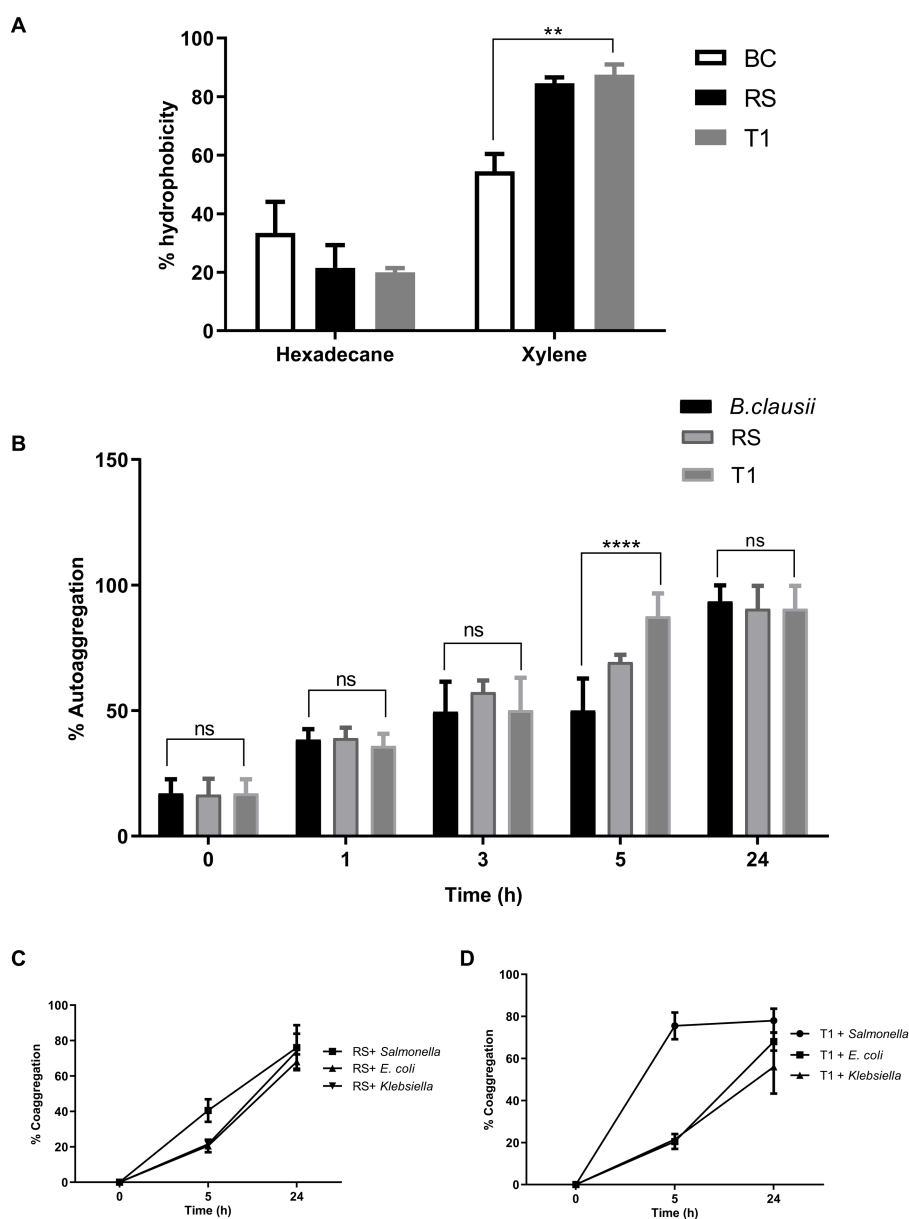 A
100
80
60
40
20
0
% hydrophobicity
**
BC
RS
T1
Hexadecane
Xylene
B
B.clausii
RS
T1
150
100
50
0
% Autoaggregation
ns
ns
ns
****
ns
0 1 3 5 24
Time (h)
C
100
80
60
40
20
0
% Coaggregation
RS+ Salmonella
RS+ E. coli
RS+ Klebsiella
0 5 24
Time (h)
D
100
80
60
40
20
0
% Coaggregation
T1 + Salmonella
T1 + E. coli
T1 + Klebsiella
0 5 24
Time (h)